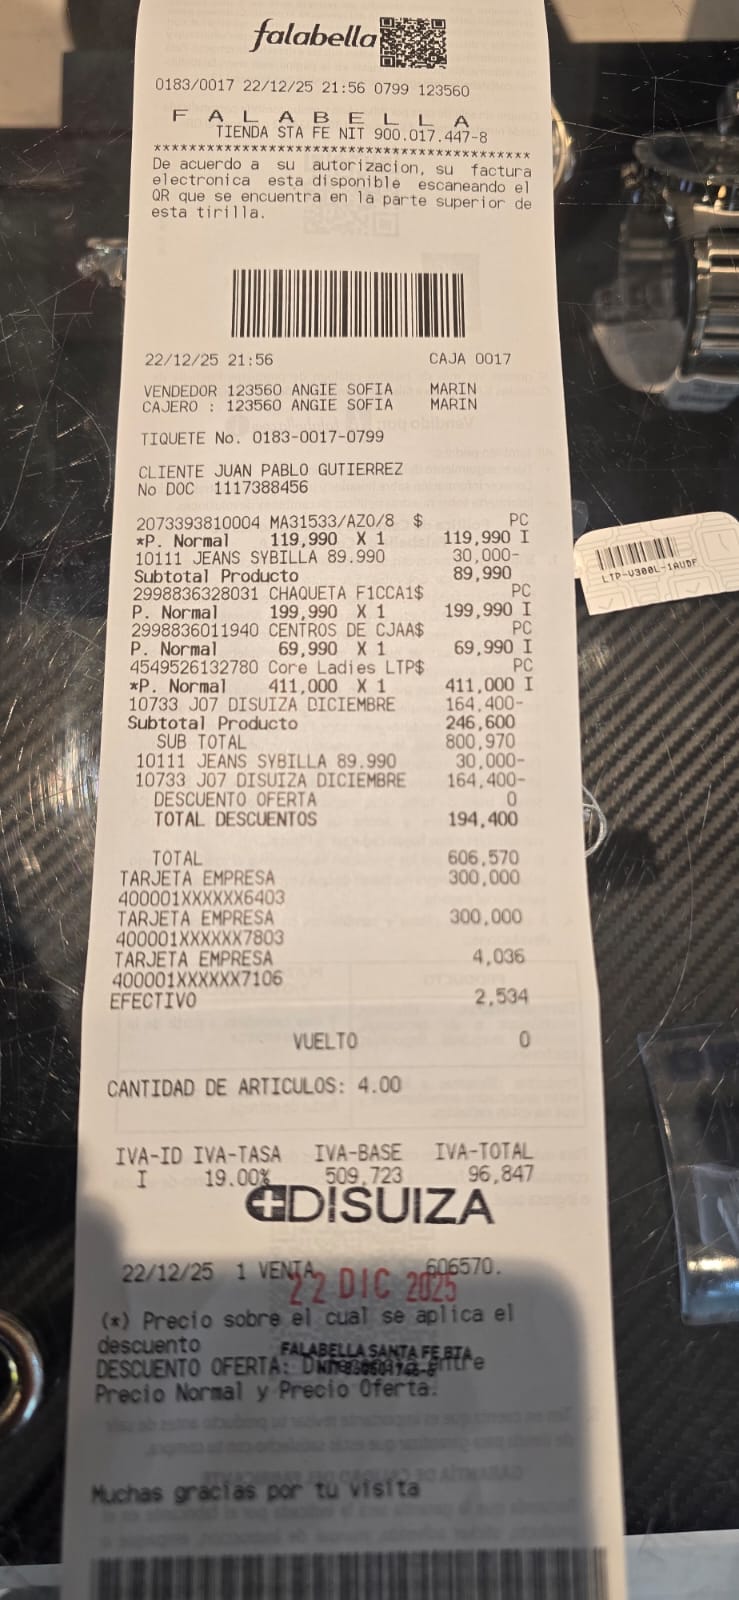 falabella
0183/0017 22/12/25 21:56 0799 123560
F A L A B E L L A
TIENDA STA FE NIT 900.017.447-8
****************************************
De acuerdo a su autorizacion, su factura
electronica esta disponible escaneando el
QR que se encuentra en la parte superior de
esta tirilla.
22/12/25 21:56 CAJA 0017
VENDEDOR 123560 ANGIE SOFIA MARIN
CAJERO : 123560 ANGIE SOFIA MARIN
TIQUETE No. 0183-0017-0799
CLIENTE JUAN PABLO GUTIERREZ
No DOC 1117388456
2073393810004 MA31533/AZO/8 $ PC
*P. Normal 119,990 X 1 119,990 I
10111 JEANS SYBILLA 89.990 30,000-
Subtotal Producto 89,990
2998836328031 CHAQUETA F1CCA1$ PC
P. Normal 199,990 X 1 199,990 I
2998836011940 CENTROS DE CJAA$ PC
P. Normal 69,990 X 1 69,990 I
4549526132780 Core Ladies LTP$ PC
*P. Normal 411,000 X 1 411,000 I
10733 J07 DISUIZA DICIEMBRE 164,400-
Subtotal Producto 246,600
SUB TOTAL 800,970
10111 JEANS SYBILLA 89.990 30,000-
10733 J07 DISUIZA DICIEMBRE 164,400-
DESCUENTO OFERTA 0
TOTAL DESCUENTOS 194,400
TOTAL 606,570
TARJETA EMPRESA 300,000
400001XXXXXX6403
TARJETA EMPRESA 300,000
400001XXXXXX7803
TARJETA EMPRESA 4,036
400001XXXXXX7106
EFECTIVO 2,534
VUELTO 0
CANTIDAD DE ARTICULOS: 4.00
IVA-ID IVA-TASA IVA-BASE IVA-TOTAL
I 19.00% 509,723 96,847
DISUIZA
22/12/25 1 VENTA 606570.
22 DIC 2025
(*) Precio sobre el cual se aplica el
descuento
FALABELLA SANTA FE BTA
DESCUENTO OFERTA: entre
Precio Normal y Precio Oferta.
Muchas gracias por tu visita
LTP-V300L-1AUDF